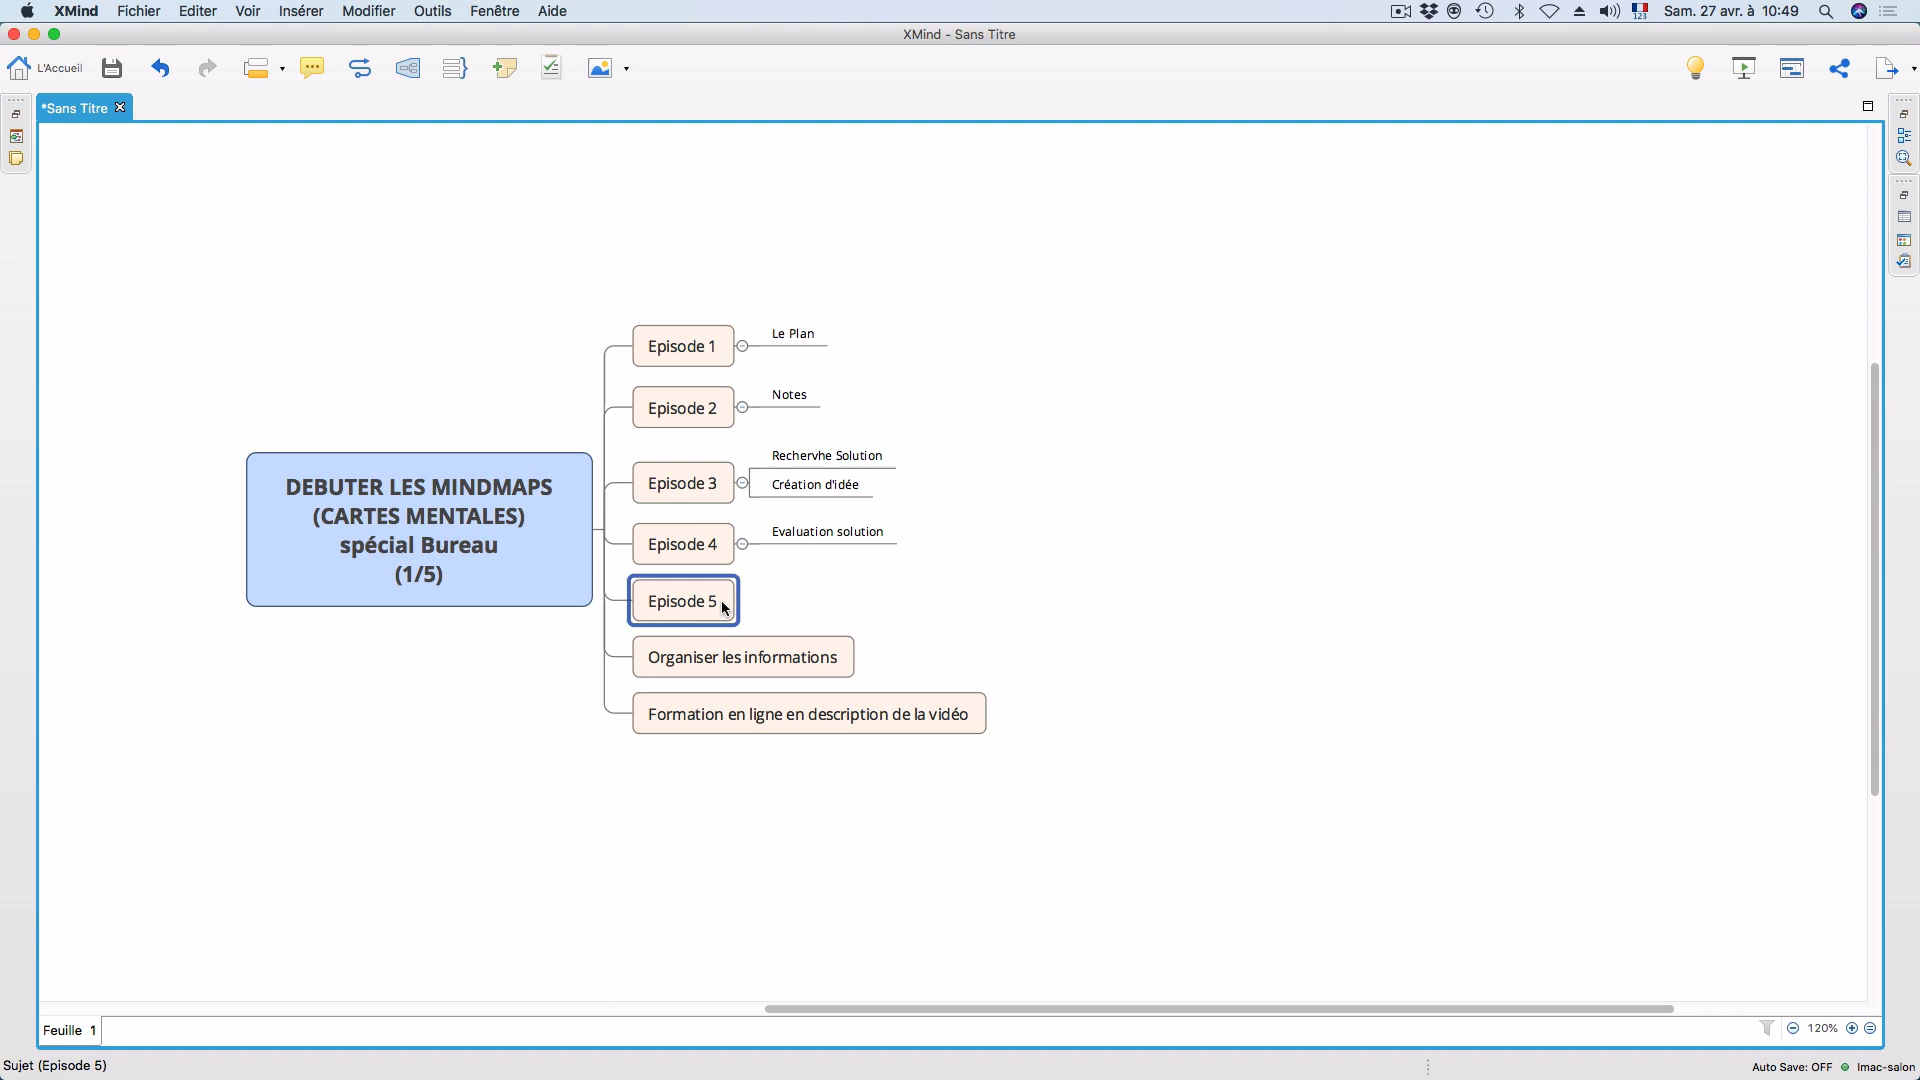 XMind Fichier Editer Voir Insérer Modifier Outils Fenêtre Aide Sam. 27 avr. à 10:49
XMind - Sans Titre
L'Accueil
*Sans Titre
Episode 1
Le Plan
Episode 2
Notes
Episode 3
Rechervhe Solution
Création d'idée
DEBUTER LES MINDMAPS
(CARTES MENTALES)
spécial Bureau
(1/5)
Episode 4
Evaluation solution
Episode 5
Organiser les informations
Formation en ligne en description de la vidéo
Feuille 1
120%
Sujet (Episode 5)
Auto Save: OFF Imac-salon